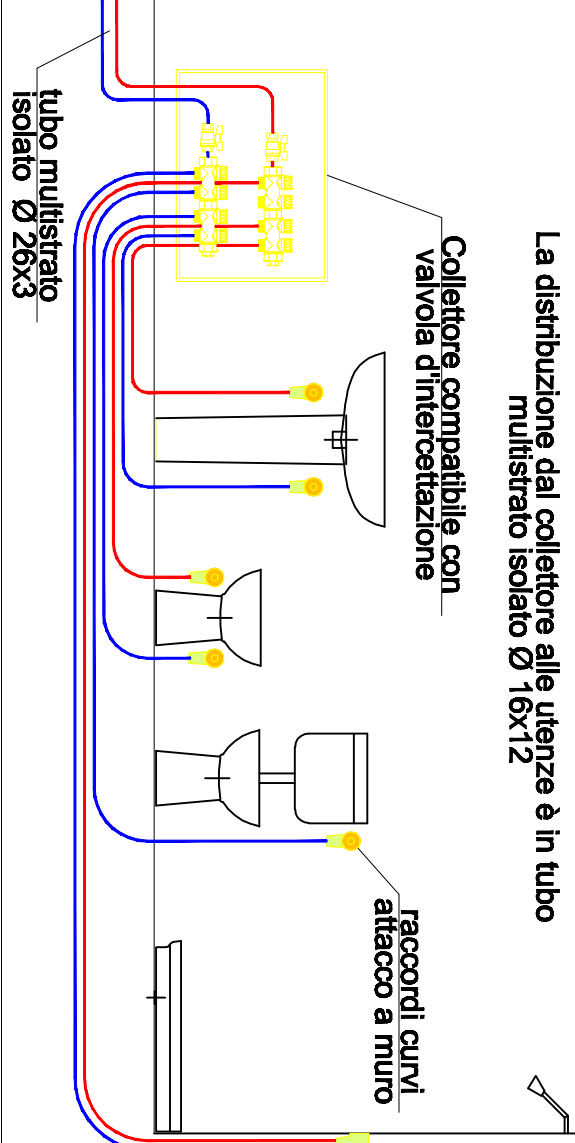 La distribuzione dal collettore alle utenze è in tubo
multistrato isolato Ø 16x12
Collettore compatibile con
valvola d'intercettazione
raccordi curvi
attacco a muro
tubo multistrato
isolato Ø 26x3